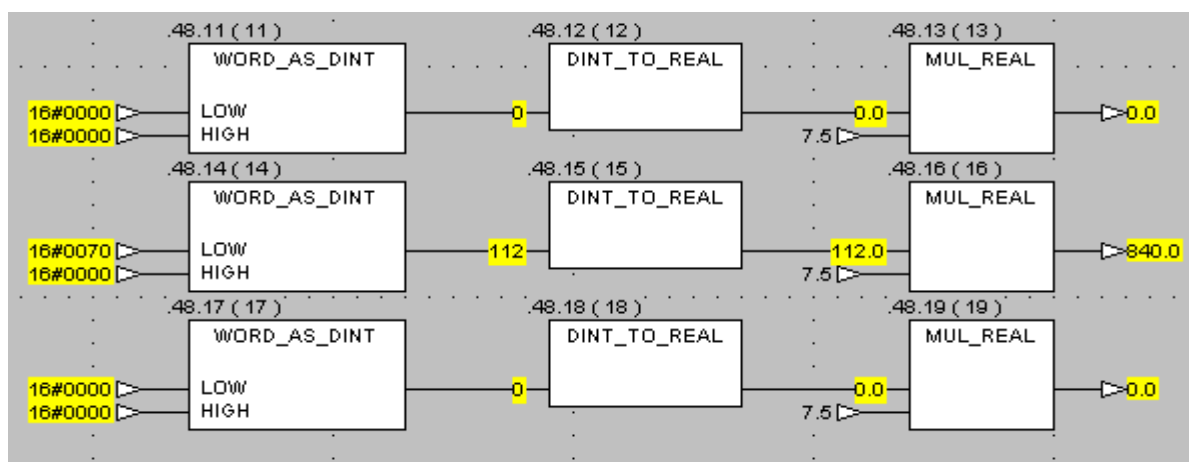 .48.11 ( 11 ) .48.12 ( 12 ) .48.13 ( 13 )
WORD_AS_DINT DINT_TO_REAL MUL_REAL
16#0000 LOW 0 0.0 0.0
16#0000 HIGH 7.5
.48.14 ( 14 ) .48.15 ( 15 ) .48.16 ( 16 )
WORD_AS_DINT DINT_TO_REAL MUL_REAL
16#0070 LOW 112 112.0 840.0
16#0000 HIGH 7.5
.48.17 ( 17 ) .48.18 ( 18 ) .48.19 ( 19 )
WORD_AS_DINT DINT_TO_REAL MUL_REAL
16#0000 LOW 0 0.0 0.0
16#0000 HIGH 7.5